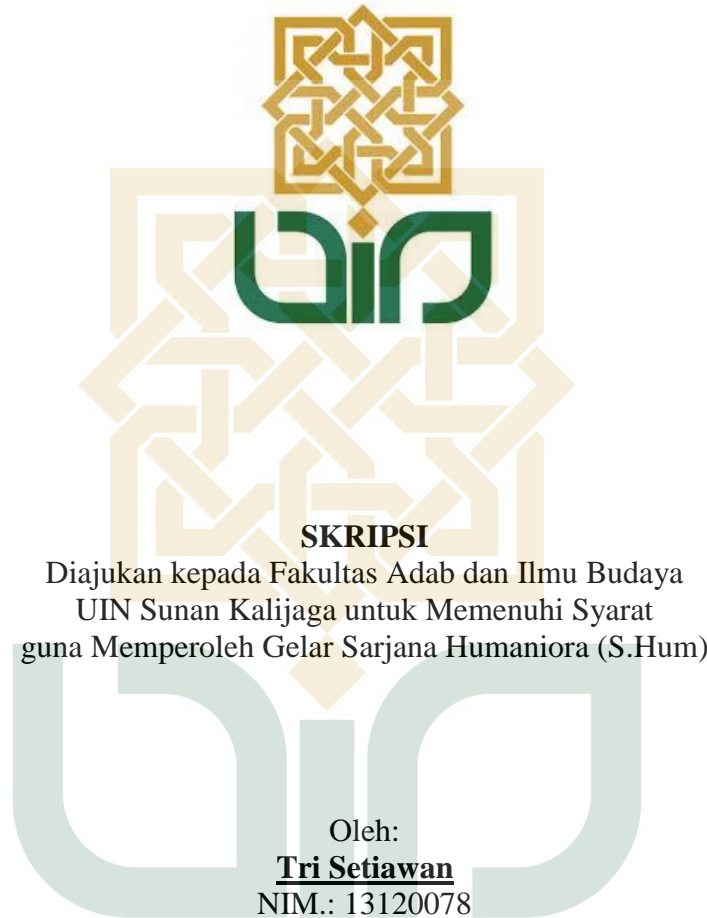 uin
SKRIPSI
Diajukan kepada Fakultas Adab dan Ilmu Budaya
UIN Sunan Kalijaga untuk Memenuhi Syarat
guna Memperoleh Gelar Sarjana Humaniora (S.Hum)
Oleh:
Tri Setiawan
NIM.: 13120078